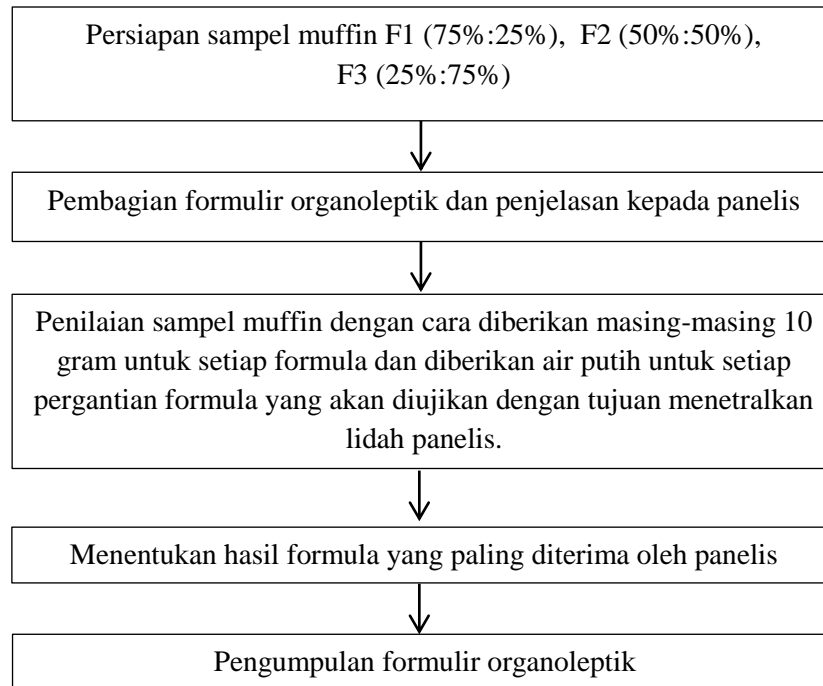 Persiapan sampel muffin F1 (75%:25%), F2 (50%:50%),
F3 (25%:75%)
Pembagian formulir organoleptik dan penjelasan kepada panelis
Penilaian sampel muffin dengan cara diberikan masing-masing 10
gram untuk setiap formula dan diberikan air putih untuk setiap
pergantian formula yang akan diujikan dengan tujuan menetralkan
lidah panelis.
Menentukan hasil formula yang paling diterima oleh panelis
Pengumpulan formulir organoleptik